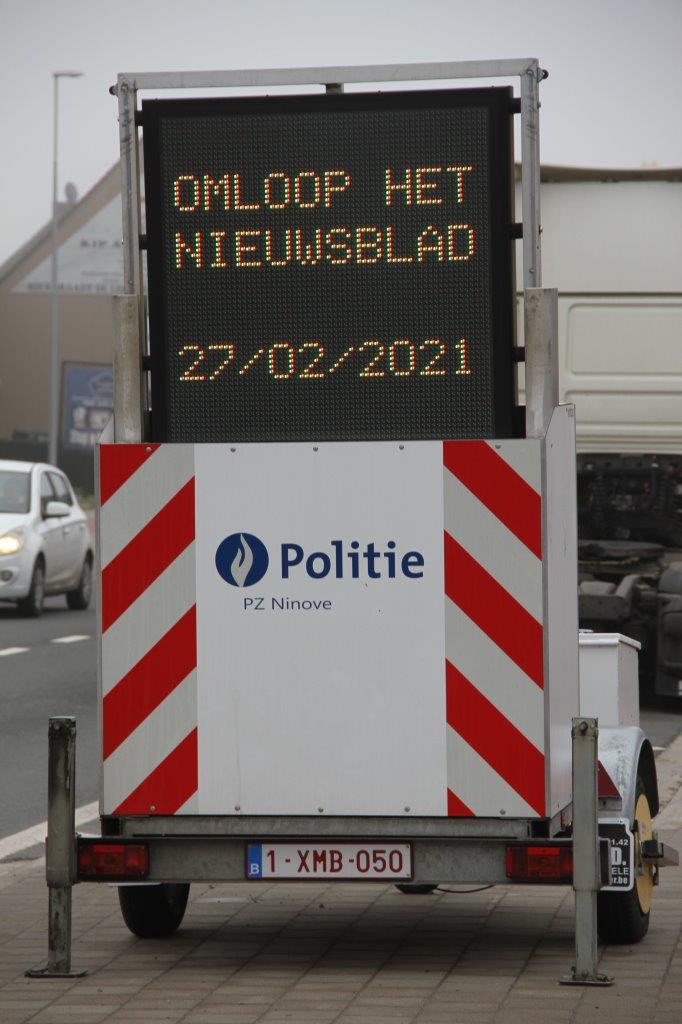 OMLOOP HET
NIEUWSBLAD
27/02/2021
Politie
PZ Ninove
B 1-XMB-050